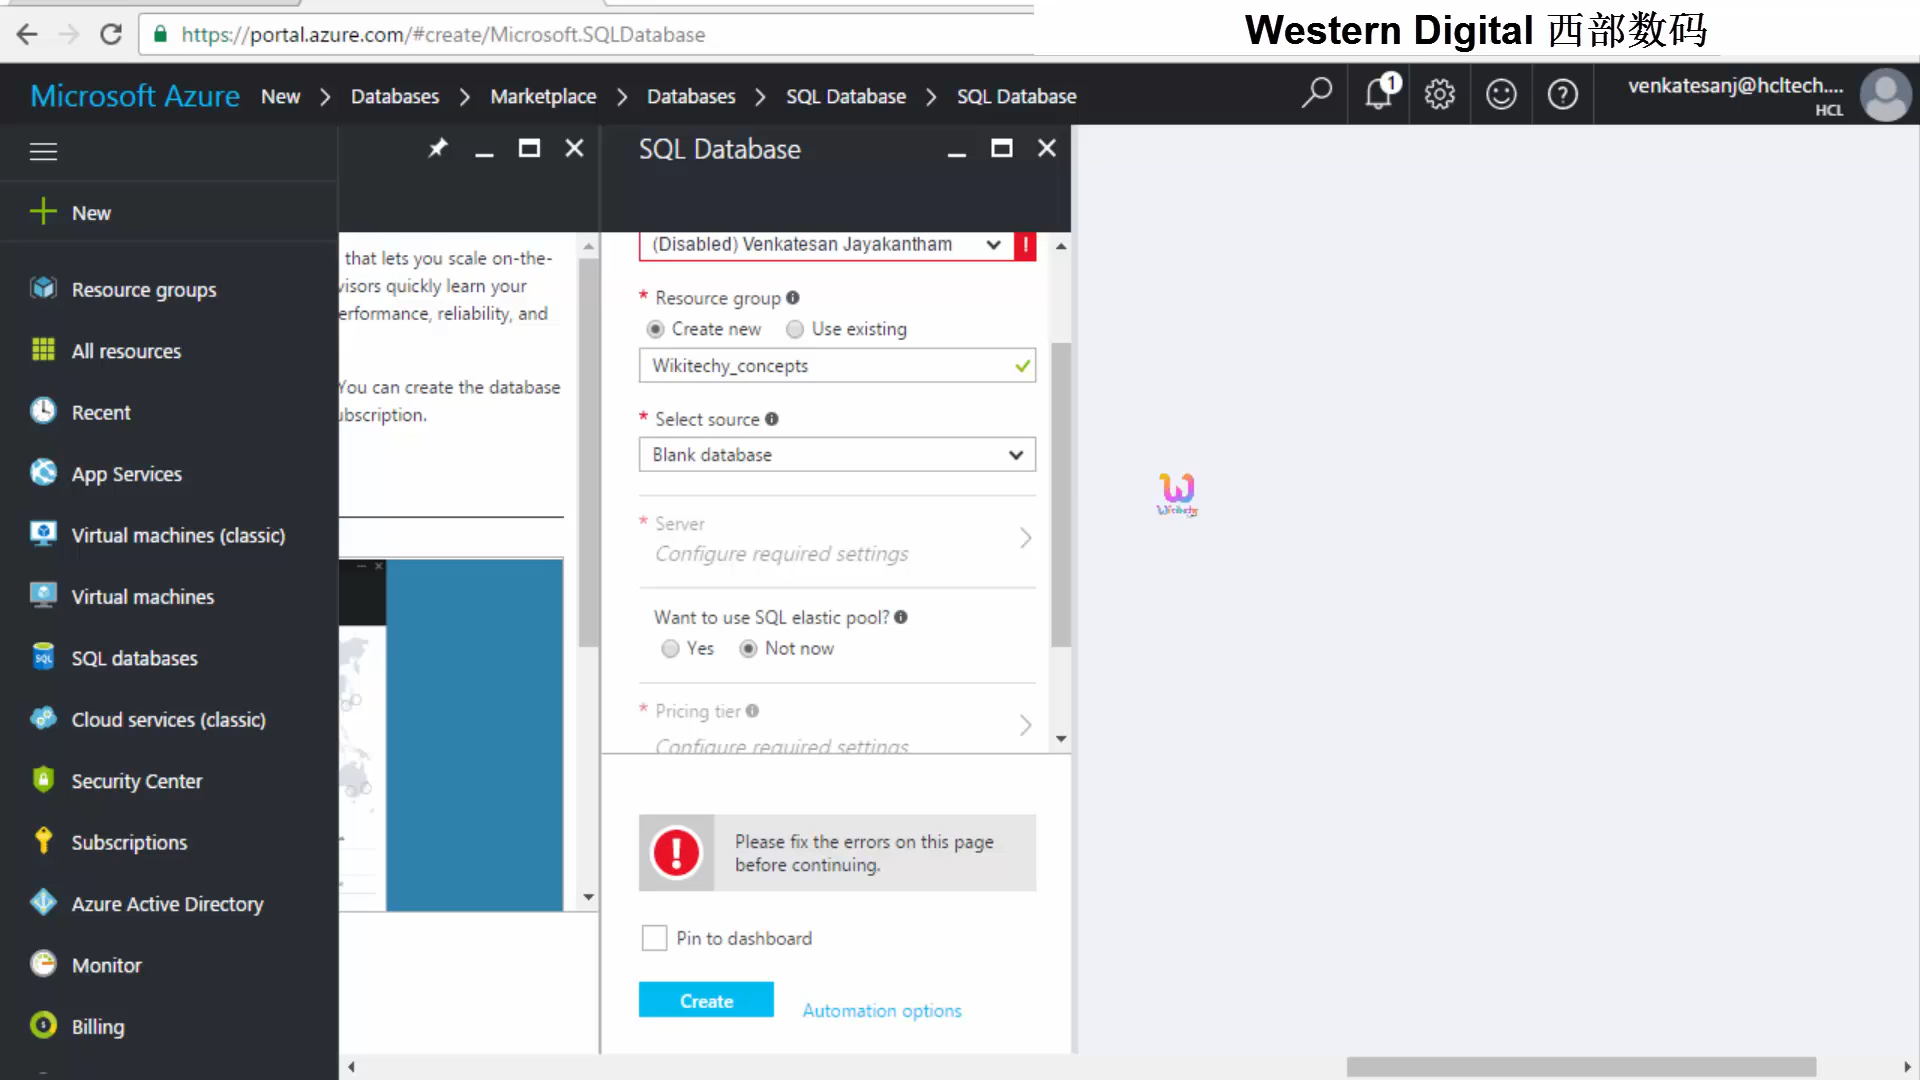 https://portal.azure.com/#create/Microsoft.SQLDatabase
Western Digital 西部数码
Microsoft Azure
New
Databases
Marketplace
Databases
SQL Database
SQL Database
1
venkatesanj@hcltech....
HCL
New
Resource groups
All resources
Recent
App Services
Virtual machines (classic)
Virtual machines
SQL databases
Cloud services (classic)
Security Center
Subscriptions
Azure Active Directory
Monitor
Billing
that lets you scale on-the-
visors quickly learn your
erformance, reliability, and
You can create the database
ubscription.
SQL Database
(Disabled) Venkatesan Jayakantham
* Resource group
Create new
Use existing
Wikitechy_concepts
* Select source
Blank database
* Server
Configure required settings
Want to use SQL elastic pool?
Yes
Not now
* Pricing tier
Configure required settings
Please fix the errors on this page
before continuing.
Pin to dashboard
Create
Automation options
Wikitechy